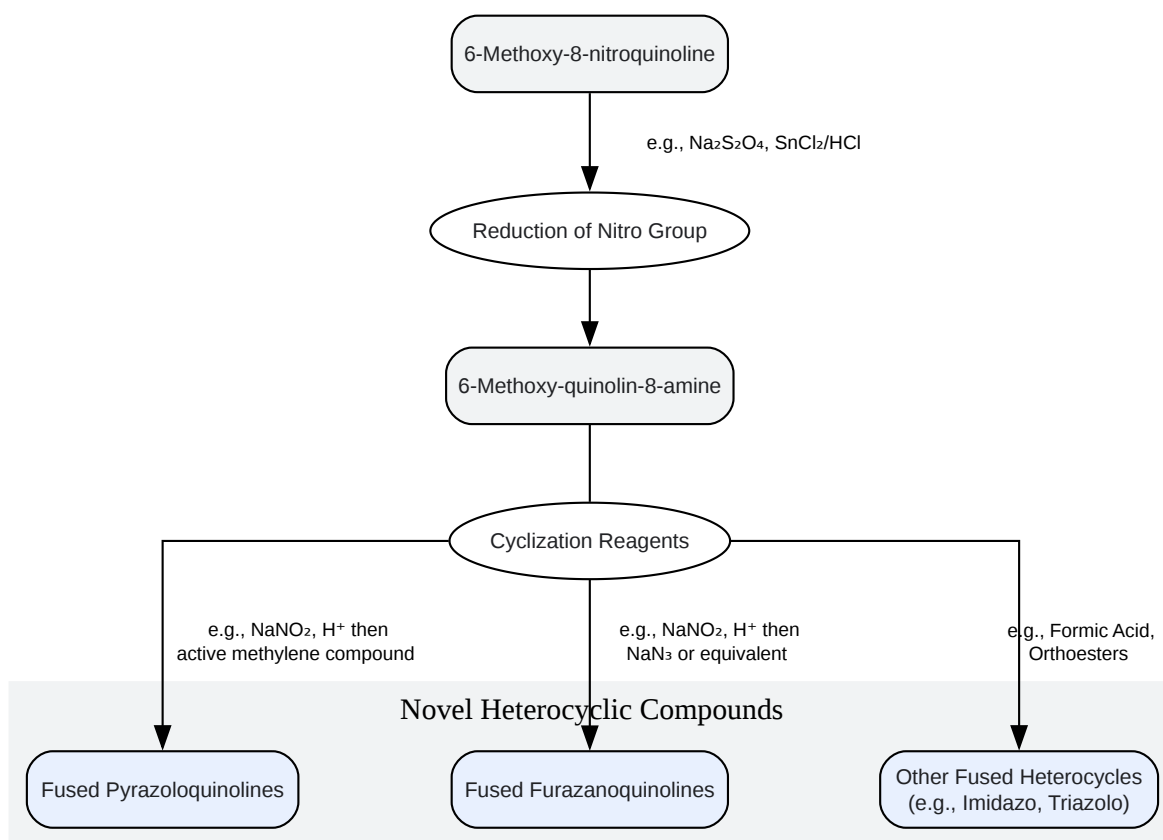 6-Methoxy-8-nitroquinoline
e.g., Na₂S₂O₄, SnCl₂/HCl
Reduction of Nitro Group
6-Methoxy-quinolin-8-amine
Cyclization Reagents
e.g., NaNO₂, H⁺ then
active methylene compound
e.g., NaNO₂, H⁺ then
NaN₃ or equivalent
e.g., Formic Acid,
Orthoesters
Novel Heterocyclic Compounds
Fused Pyrazoloquinolines
Fused Furazanoquinolines
Other Fused Heterocycles
(e.g., Imidazo, Triazolo)